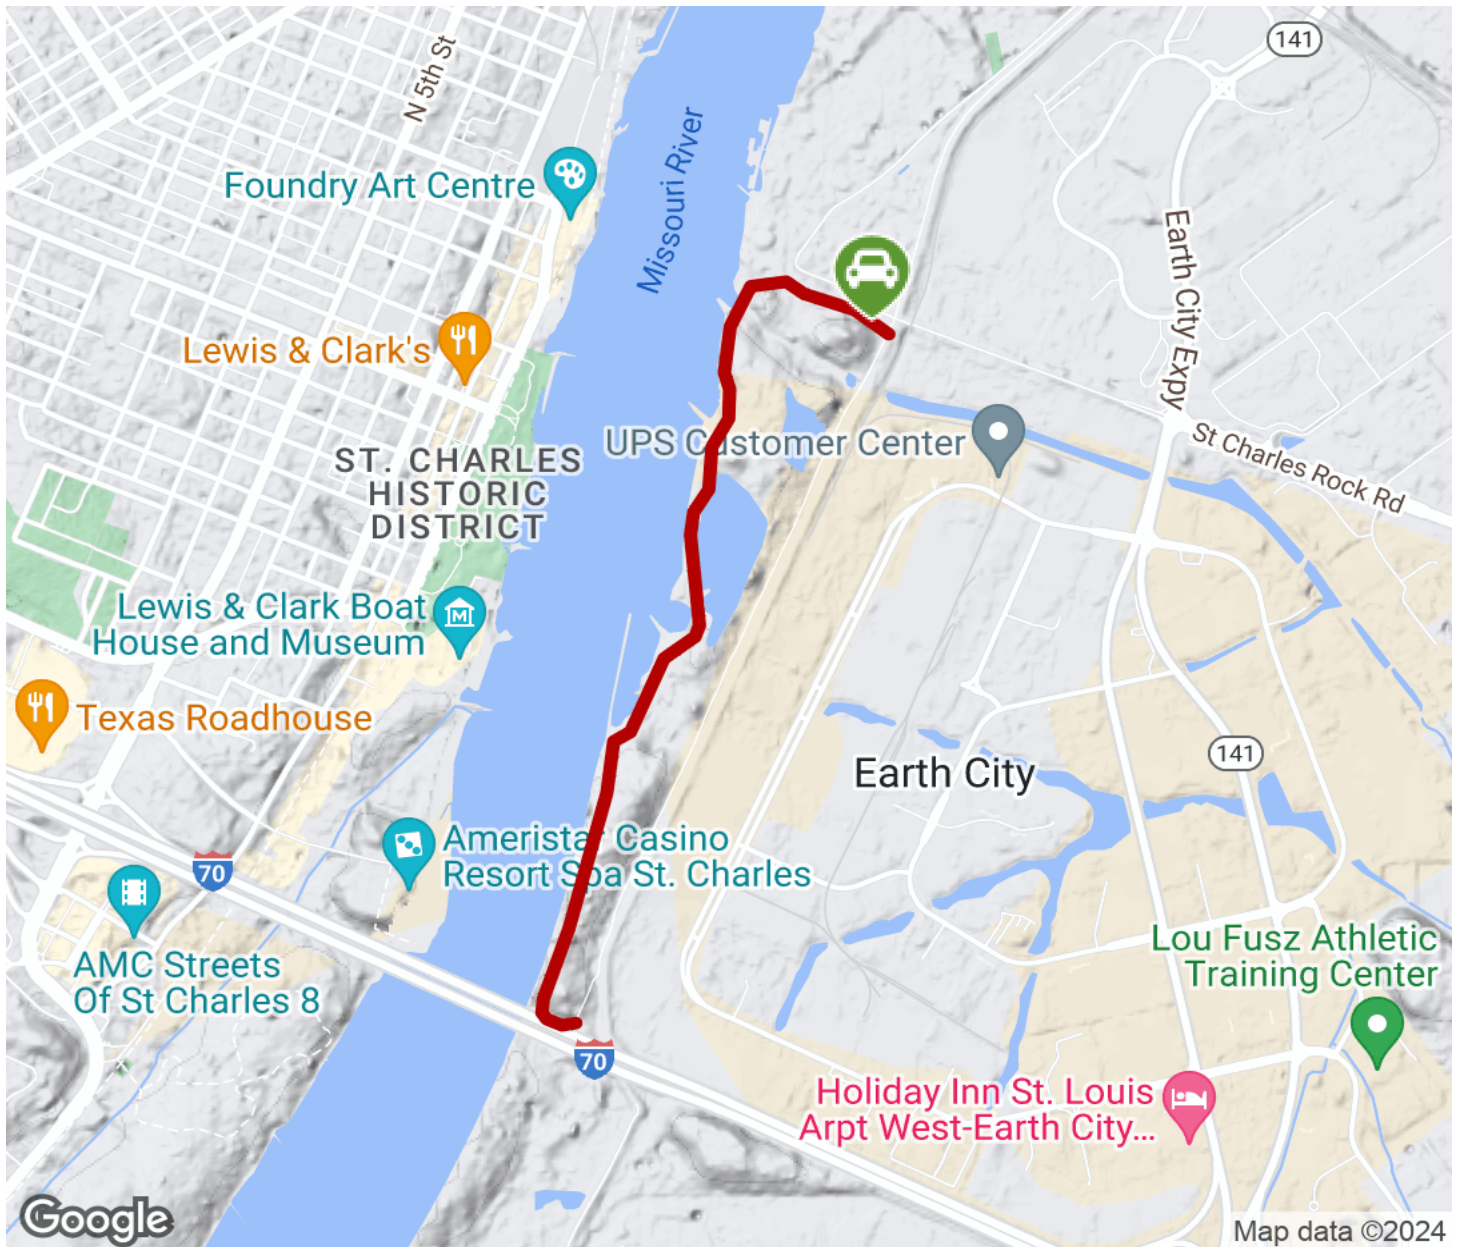 141
N 5th St
Foundry Art Centre
Missouri River
Earth City Expy
Lewis & Clark's
UPS Customer Center
St Charles Rock Rd
ST. CHARLES
HISTORIC
DISTRICT
Lewis & Clark Boat
House and Museum
Texas Roadhouse
141
Earth City
Ameristar Casino
Resort Spa St. Charles
70
Lou Fusz Athletic
Training Center
AMC Streets
Of St Charles 8
70
Holiday Inn St. Louis
Arpt West-Earth City...
Google
Map data ©2024